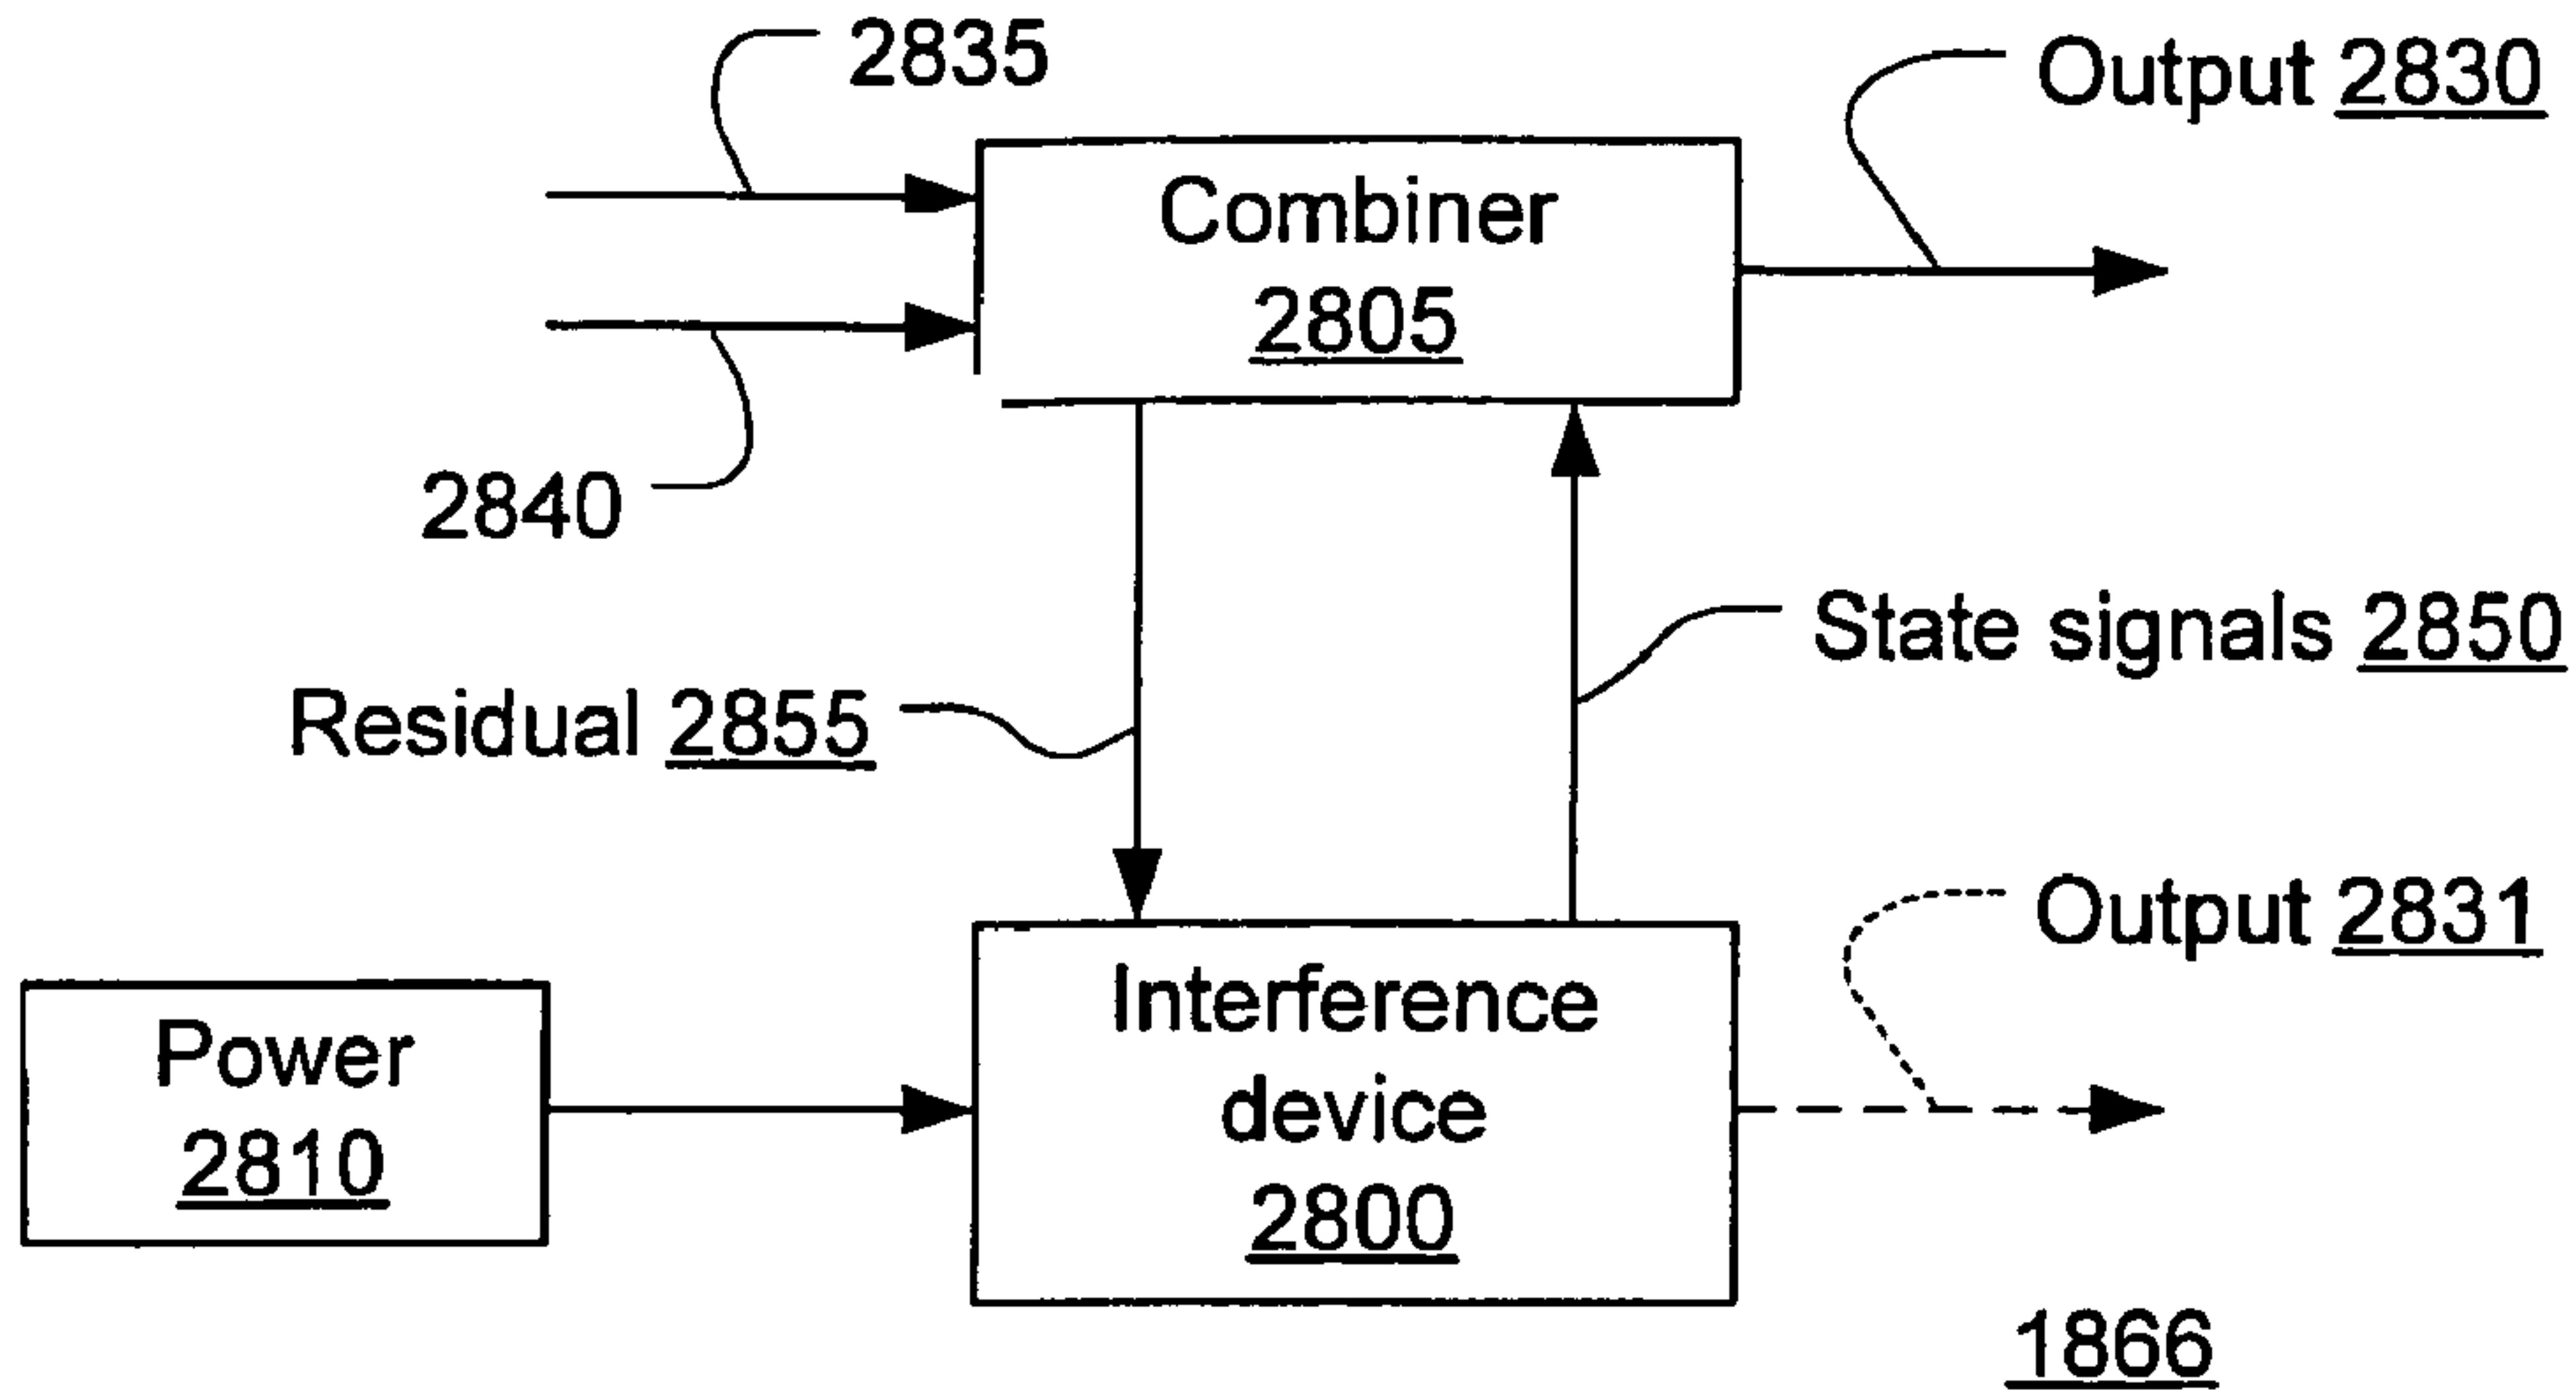 2835
Output 2830
Combiner
2805
2840
State signals 2850
Residual 2855
Output 2831
Interference
device
2800
Power
2810
1866